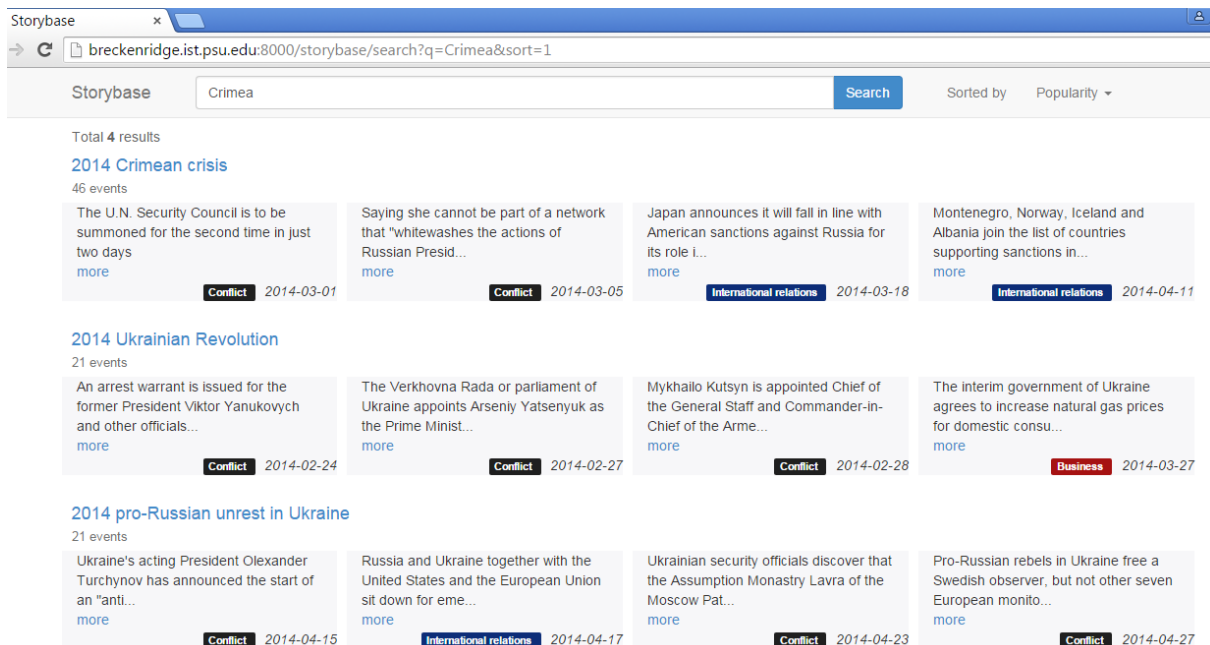 Storybase
breckenridge.ist.psu.edu:8000/storybase/search?q=Crimea&sort=1
Storybase Crimea Search Sorted by Popularity
Total 4 results
2014 Crimean crisis
46 events
The U.N. Security Council is to be
summoned for the second time in just
two days
more
Conflict 2014-03-01
Saying she cannot be part of a network
that "whitewashes the actions of
Russian Presid...
more
Conflict 2014-03-05
Japan announces it will fall in line with
American sanctions against Russia for
its role i...
more
International relations 2014-03-18
Montenegro, Norway, Iceland and
Albania join the list of countries
supporting sanctions in...
more
International relations 2014-04-11
2014 Ukrainian Revolution
21 events
An arrest warrant is issued for the
former President Viktor Yanukovych
and other officials...
more
Conflict 2014-02-24
The Verkhovna Rada or parliament of
Ukraine appoints Arseniy Yatsenyuk as
the Prime Minist...
more
Conflict 2014-02-27
Mykhailo Kutsyn is appointed Chief of
the General Staff and Commander-in-
Chief of the Arme...
more
Conflict 2014-02-28
The interim government of Ukraine
agrees to increase natural gas prices
for domestic consu...
more
Business 2014-03-27
2014 pro-Russian unrest in Ukraine
21 events
Ukraine's acting President Olexander
Turchynov has announced the start of
an "anti...
more
Conflict 2014-04-15
Russia and Ukraine together with the
United States and the European Union
sit down for eme...
more
International relations 2014-04-17
Ukrainian security officials discover that
the Assumption Monastry Lavra of the
Moscow Pat...
more
Conflict 2014-04-23
Pro-Russian rebels in Ukraine free a
Swedish observer, but not other seven
European monito...
more
Conflict 2014-04-27